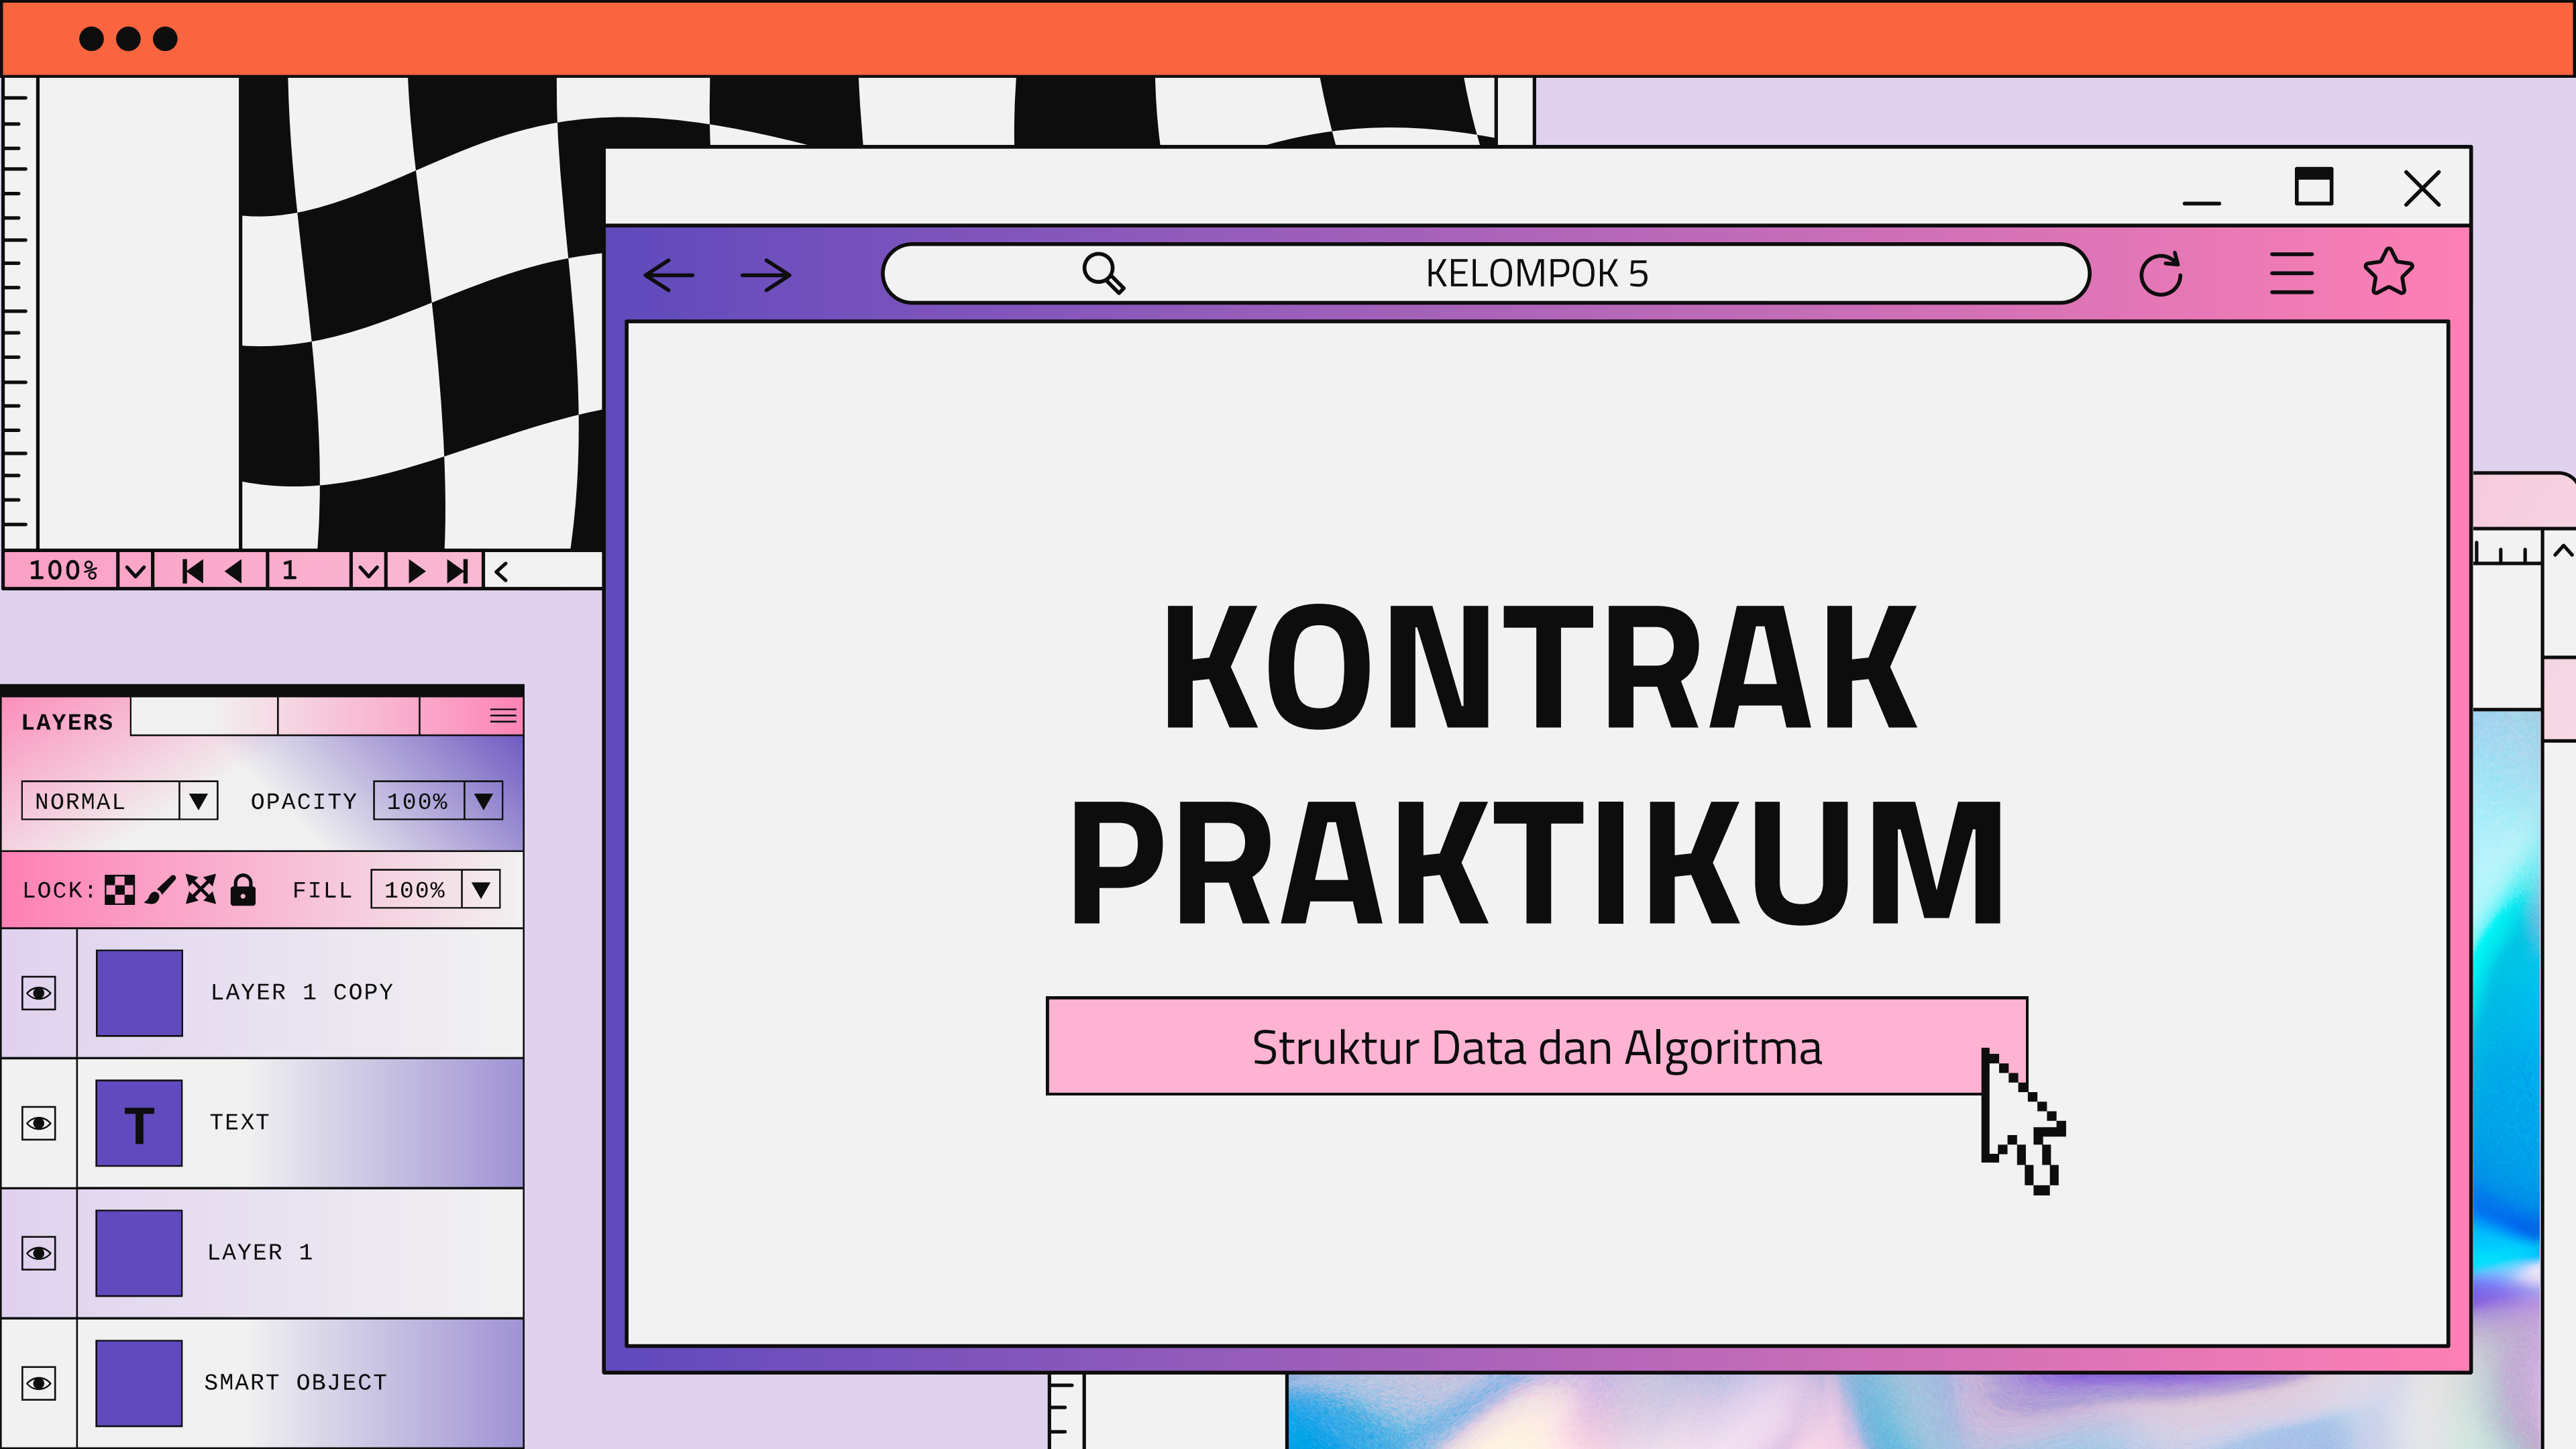 KELOMPOK 5
KONTRAK
PRAKTIKUM
Struktur Data dan Algoritma
100%
1
LAYERS
NORMAL
OPACITY
100%
LOCK:
FILL
100%
LAYER 1 COPY
T
TEXT
LAYER 1
SMART OBJECT